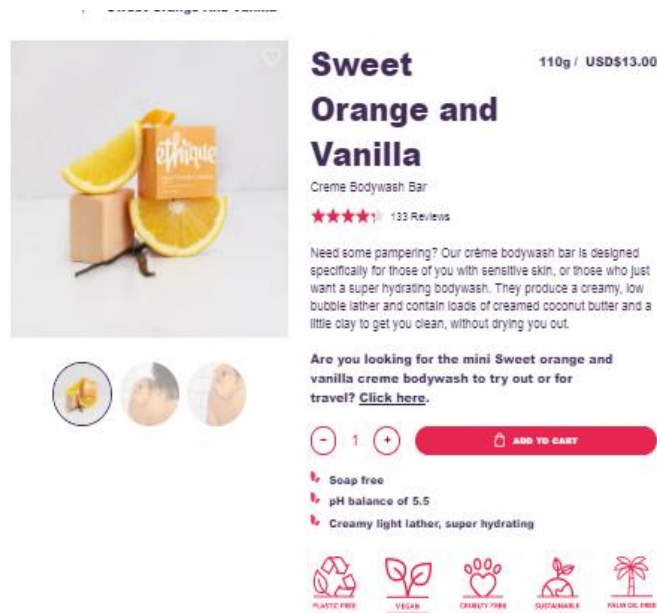 Sweet Orange And Vanilla
ethique
Sweet
Orange and
Vanilla
110g / USD$13.00
Creme Bodywash Bar
133 Reviews
Need some pampering? Our crème bodywash bar is designed
specifically for those of you with sensitive skin, or those who just
want a super hydrating bodywash. They produce a creamy, low
bubble lather and contain loads of creamed coconut butter and a
little clay to get you clean, without drying you out.
Are you looking for the mini Sweet orange and
vanilla creme bodywash to try out or for
travel? Click here.
- 1 +
ADD TO CART
Soap free
pH balance of 5.5
Creamy light lather, super hydrating
PLASTIC FREE
VEGAN
CRUELTY FREE
SUSTAINABLE
PALM OIL FREE